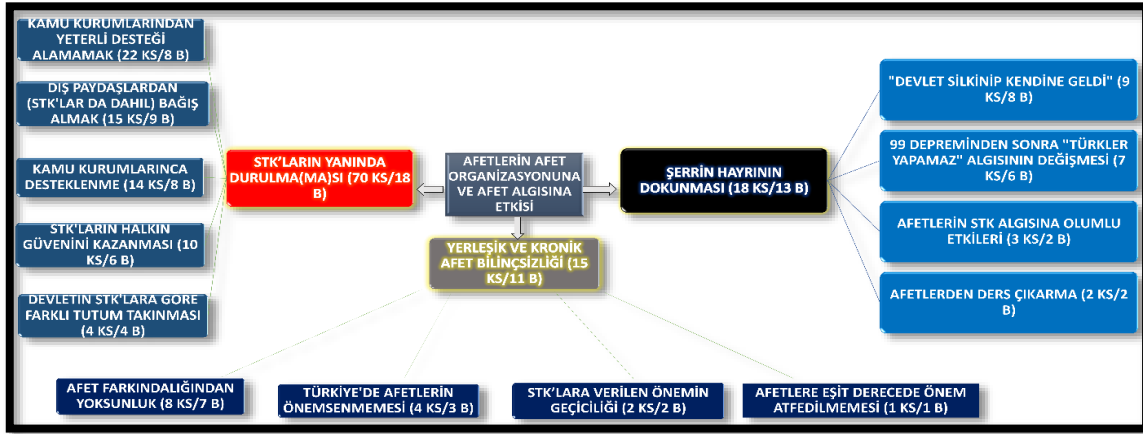 KAMU KURUMLARINDAN
YETERLİ DESTEĞİ
ALAMAMAK (22 KS/8 B)
DIŞ PAYDAŞLARDAN
(STK'LAR DA DAHİL) BAĞIŞ
ALMAK (15 KS/9 B)
KAMU KURUMLARINCA
DESTEKLENME (14 KS/8 B)
STK'LARIN HALKIN
GÜVENİNİ KAZANMASI (10
KS/6 B)
DEVLETİN STK'LARA GÖRE
FARKLI TUTUM TAKINMASI
(4 KS/4 B)
STK'LARIN YANINDA
DURULMA(MA)SI (70 KS/18
B)
AFETLERİN AFET
ORGANİZASYONUNA
VE AFET ALGISINA
ETKİSİ
ŞERRİN HAYRININ
DOKUNMASI (18 KS/13 B)
YERLEŞİK VE KRONİK
AFET BİLİNÇSİZLİĞİ (15
KS/11 B)
"DEVLET SİLKİNİP KENDİNE GELDİ" (9
KS/8 B)
99 DEPREMİNDEN SONRA "TÜRKLER
YAPAMAZ" ALGISININ DEĞİŞMESİ (7
KS/6 B)
AFETLERİN STK ALGISINA OLUMLU
ETKİLERİ (3 KS/2 B)
AFETLERDEN DERS ÇIKARMA (2 KS/2
B)
AFET FARKINDALIĞINDAN
YOKSUNLUK (8 KS/7 B)
TÜRKİYE'DE AFETLERİN
ÖNEMSENMEMESİ (4 KS/3 B)
STK'LARA VERİLEN ÖNEMİN
GEÇİCİLİĞİ (2 KS/2 B)
AFETLERE EŞİT DERECEDE ÖNEM
ATFEDİLMEMESİ (1 KS/1 B)